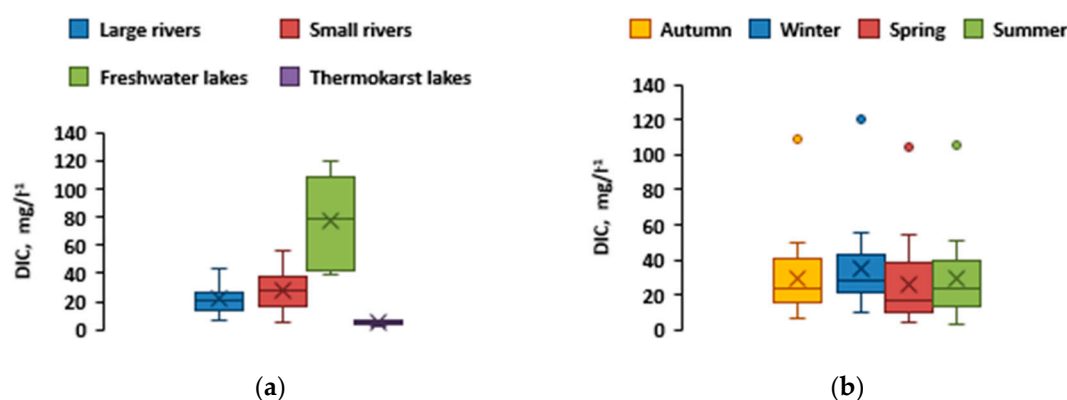 Large rivers
Small rivers
Freshwater lakes
Thermokarst lakes
DIC, mg/l⁻¹
140
120
100
80
60
40
20
0
(a)
Autumn
Winter
Spring
Summer
DIC, mg/l⁻¹
140
120
100
80
60
40
20
0
(b)